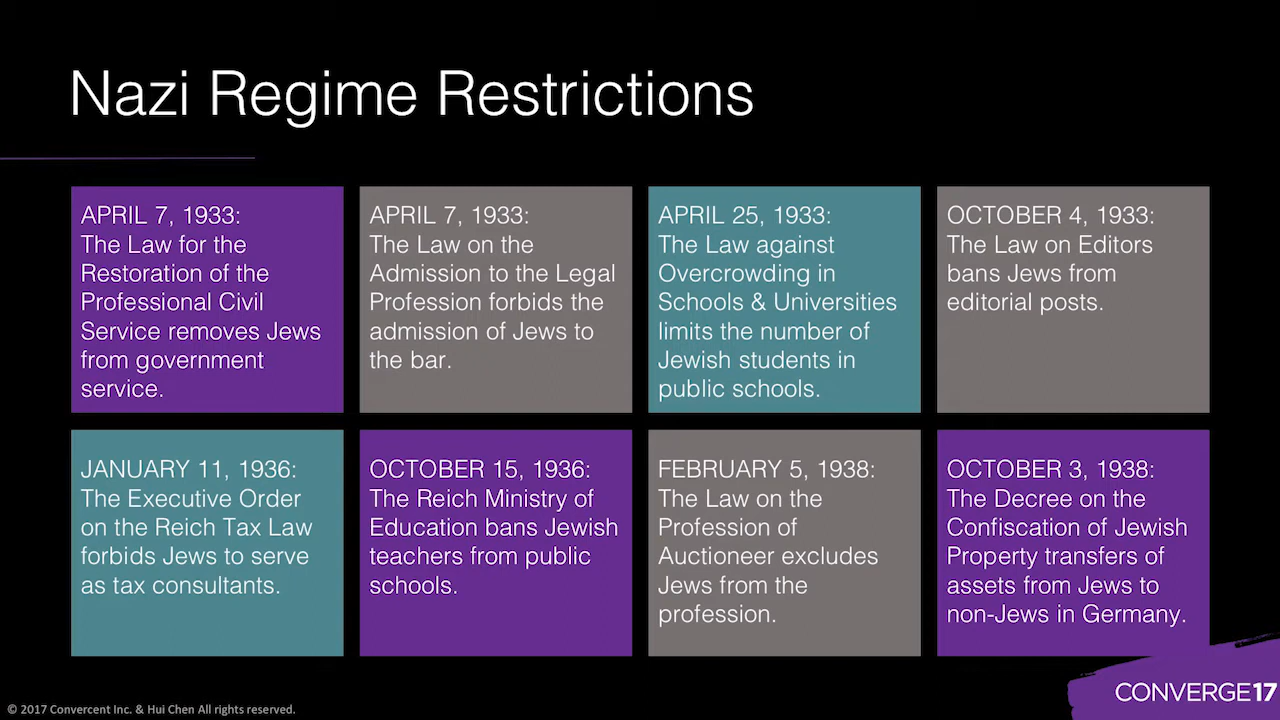 Nazi Regime Restrictions
APRIL 7, 1933:
The Law for the
Restoration of the
Professional Civil
Service removes Jews
from government
service.
APRIL 7, 1933:
The Law on the
Admission to the Legal
Profession forbids the
admission of Jews to
the bar.
APRIL 25, 1933:
The Law against
Overcrowding in
Schools & Universities
limits the number of
Jewish students in
public schools.
OCTOBER 4, 1933:
The Law on Editors
bans Jews from
editorial posts.
JANUARY 11, 1936:
The Executive Order
on the Reich Tax Law
forbids Jews to serve
as tax consultants.
OCTOBER 15, 1936:
The Reich Ministry of
Education bans Jewish
teachers from public
schools.
FEBRUARY 5, 1938:
The Law on the
Profession of
Auctioneer excludes
Jews from the
profession.
OCTOBER 3, 1938:
The Decree on the
Confiscation of Jewish
Property transfers of
assets from Jews to
non-Jews in Germany.
© 2017 Convercent Inc. & Hui Chen All rights reserved.
CONVERGE17